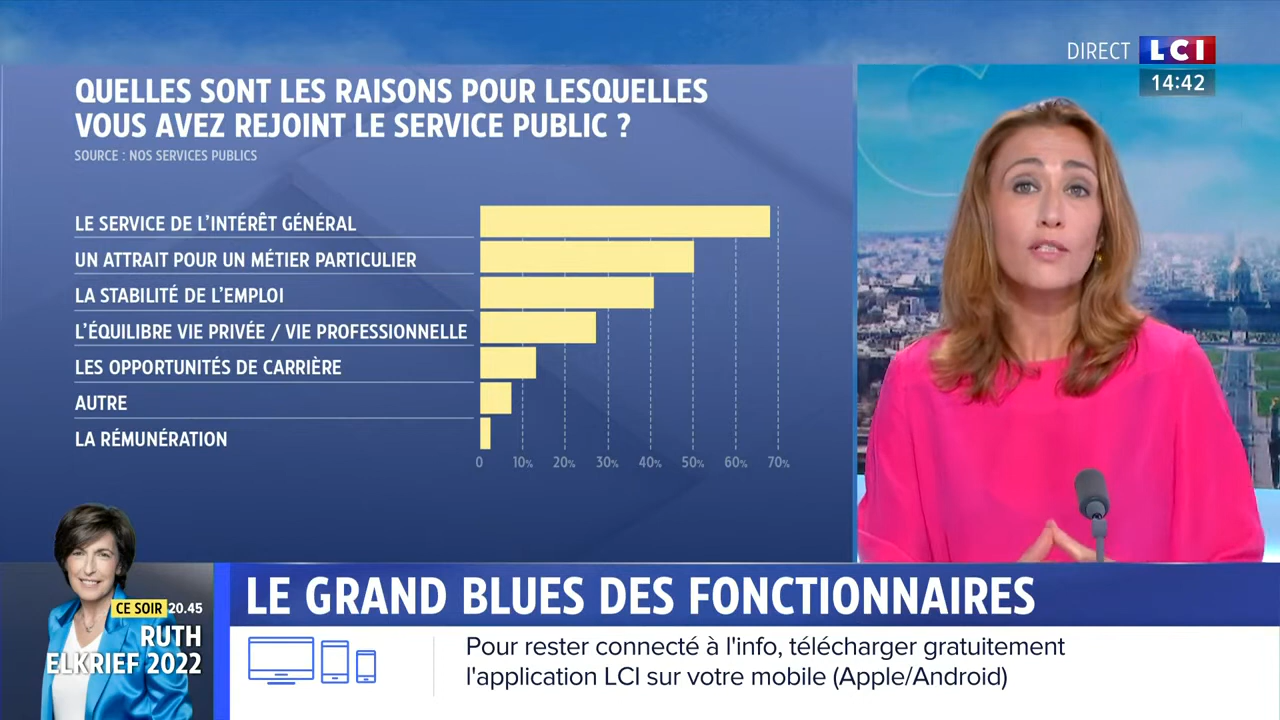 DIRECT LCI
14:42
QUELLES SONT LES RAISONS POUR LESQUELLES
VOUS AVEZ REJOINT LE SERVICE PUBLIC ?
SOURCE : NOS SERVICES PUBLICS
LE SERVICE DE L'INTÉRÊT GÉNÉRAL
UN ATTRAIT POUR UN MÉTIER PARTICULIER
LA STABILITÉ DE L'EMPLOI
L'ÉQUILIBRE VIE PRIVÉE / VIE PROFESSIONNELLE
LES OPPORTUNITÉS DE CARRIÈRE
AUTRE
LA RÉMUNÉRATION
0 10% 20% 30% 40% 50% 60% 70%
CE SOIR 20.45
RUTH
ELKRIEF 2022
LE GRAND BLUES DES FONCTIONNAIRES
Pour rester connecté à l'info, télécharger gratuitement
l'application LCI sur votre mobile (Apple/Android)